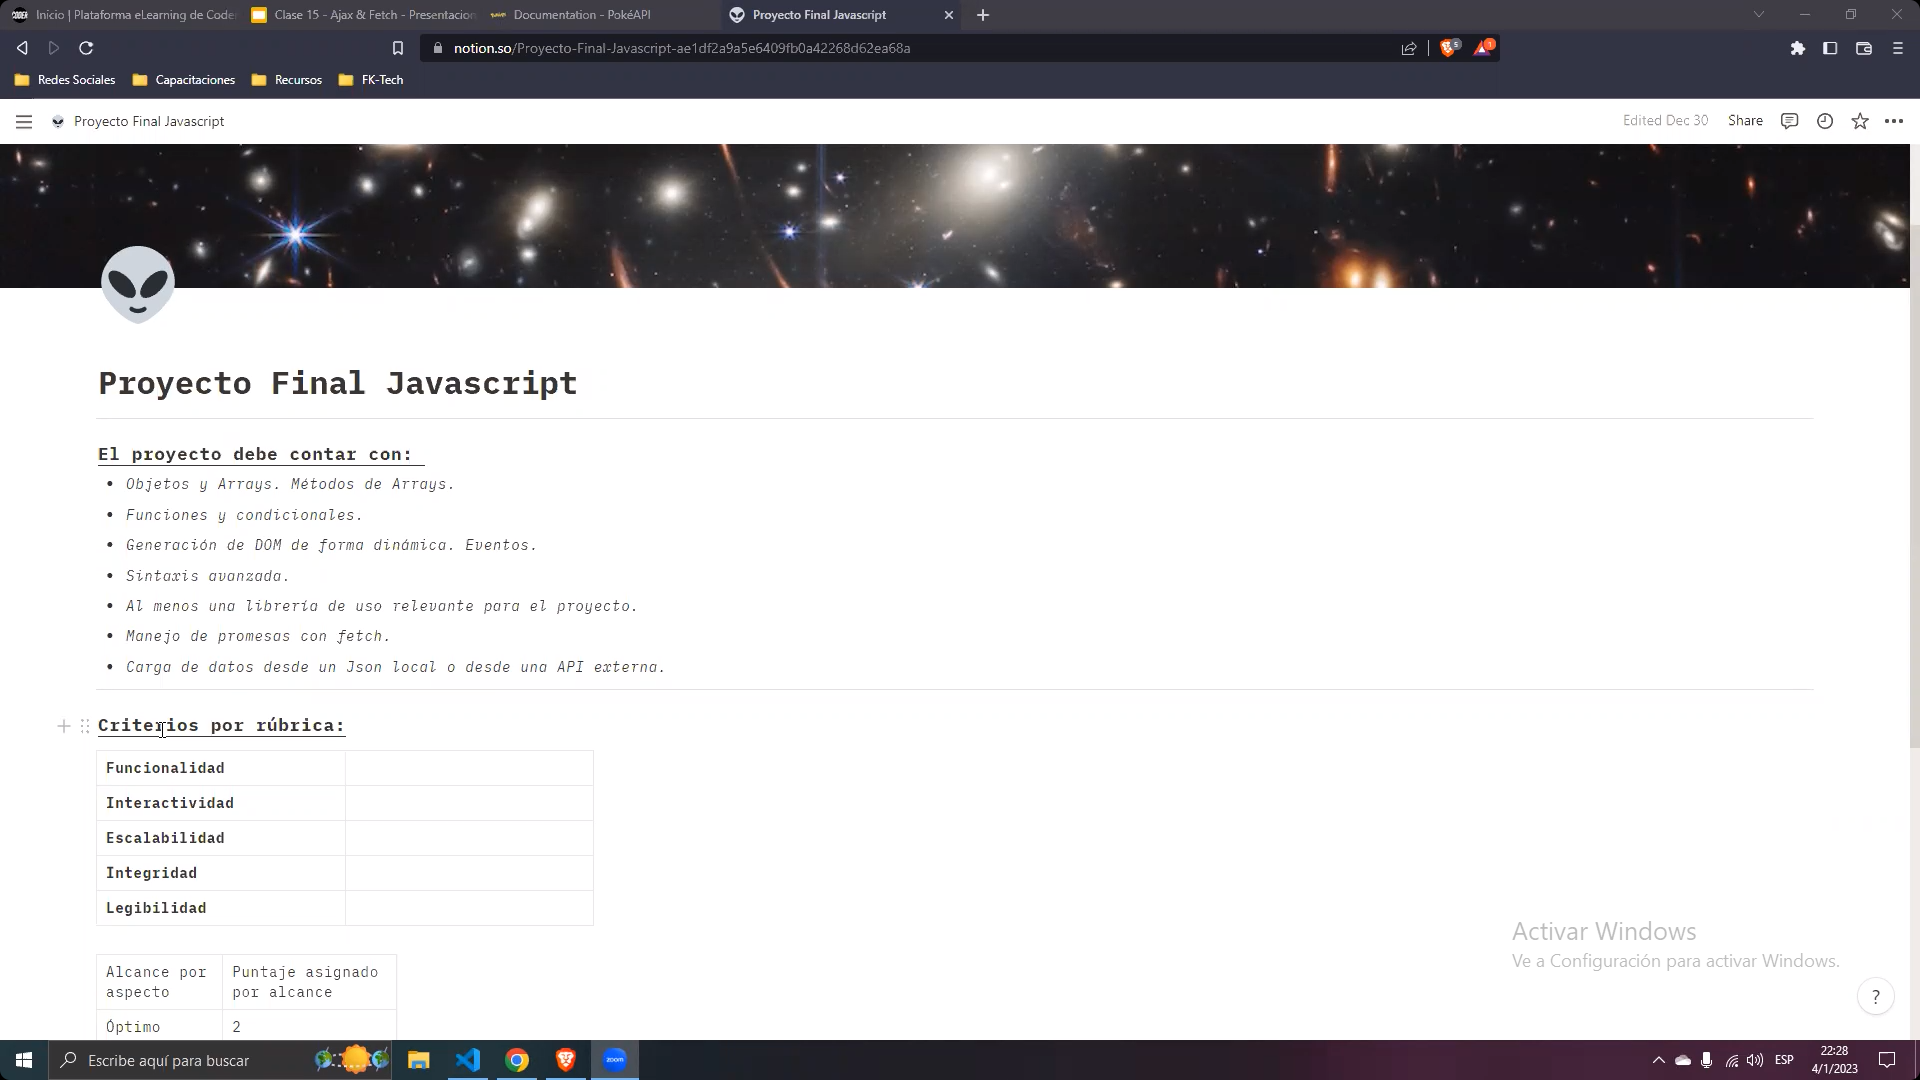 Inicio | Plataforma eLearning de Coder
Clase 15 - Ajax & Fetch - Presentacion
Documentation - PokéAPI
Proyecto Final Javascript
notion.so/Proyecto-Final-Javascript-ae1df2a9a5e6409fb0a42268d62ea68a
5
1
Redes Sociales
Capacitaciones
Recursos
FK-Tech
Proyecto Final Javascript
Edited Dec 30
Share
Proyecto Final Javascript
El proyecto debe contar con:
• Objetos y Arrays. Métodos de Arrays.
• Funciones y condicionales.
• Generación de DOM de forma dinámica. Eventos.
• Sintaxis avanzada.
• Al menos una librería de uso relevante para el proyecto.
• Manejo de promesas con fetch.
• Carga de datos desde un Json local o desde una API externa.
Criterios por rúbrica:
Funcionalidad
Interactividad
Escalabilidad
Integridad
Legibilidad
Alcance por aspecto
Puntaje asignado por alcance
Óptimo
2
Activar Windows
Ve a Configuración para activar Windows.
?
Escribe aquí para buscar
zoom
ESP
22:28
4/1/2023